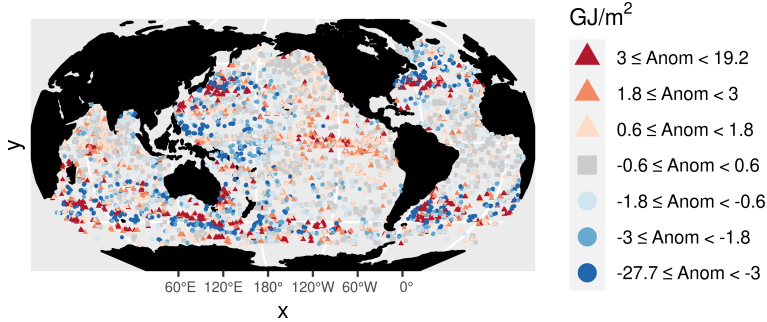 GJ/m²
3 ≤ Anom < 19.2
1.8 ≤ Anom < 3
0.6 ≤ Anom < 1.8
-0.6 ≤ Anom < 0.6
-1.8 ≤ Anom < -0.6
-3 ≤ Anom < -1.8
-27.7 ≤ Anom < -3
y
60°E 120°E 180° 120°W 60°W 0°
x